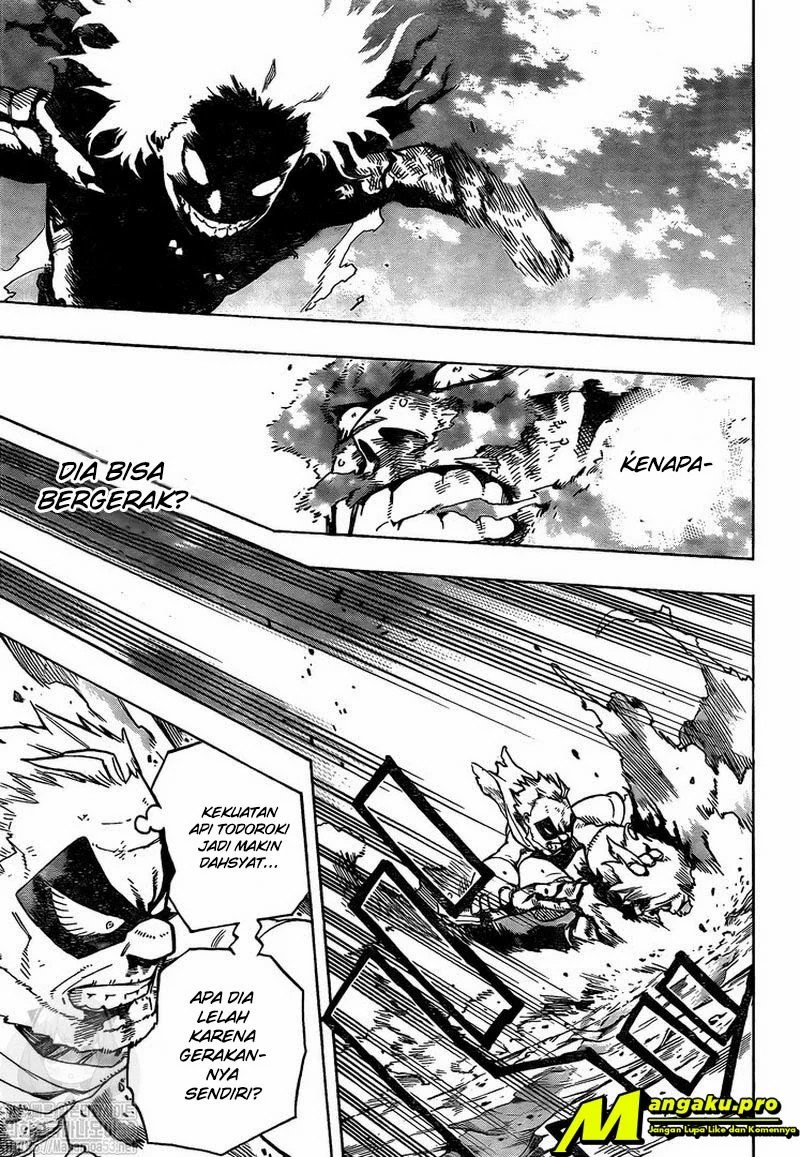 KENAPA-
DIA BISA
BERGERAK?
KEKUATAN
API TODOROKI
JADI MAKIN
DAHSYAT...
APA DIA
LELAH
KARENA
GERAKAN-
NYA
SENDIRI?
Mangaku.pro
Jangan Lupa Like dan Komennya